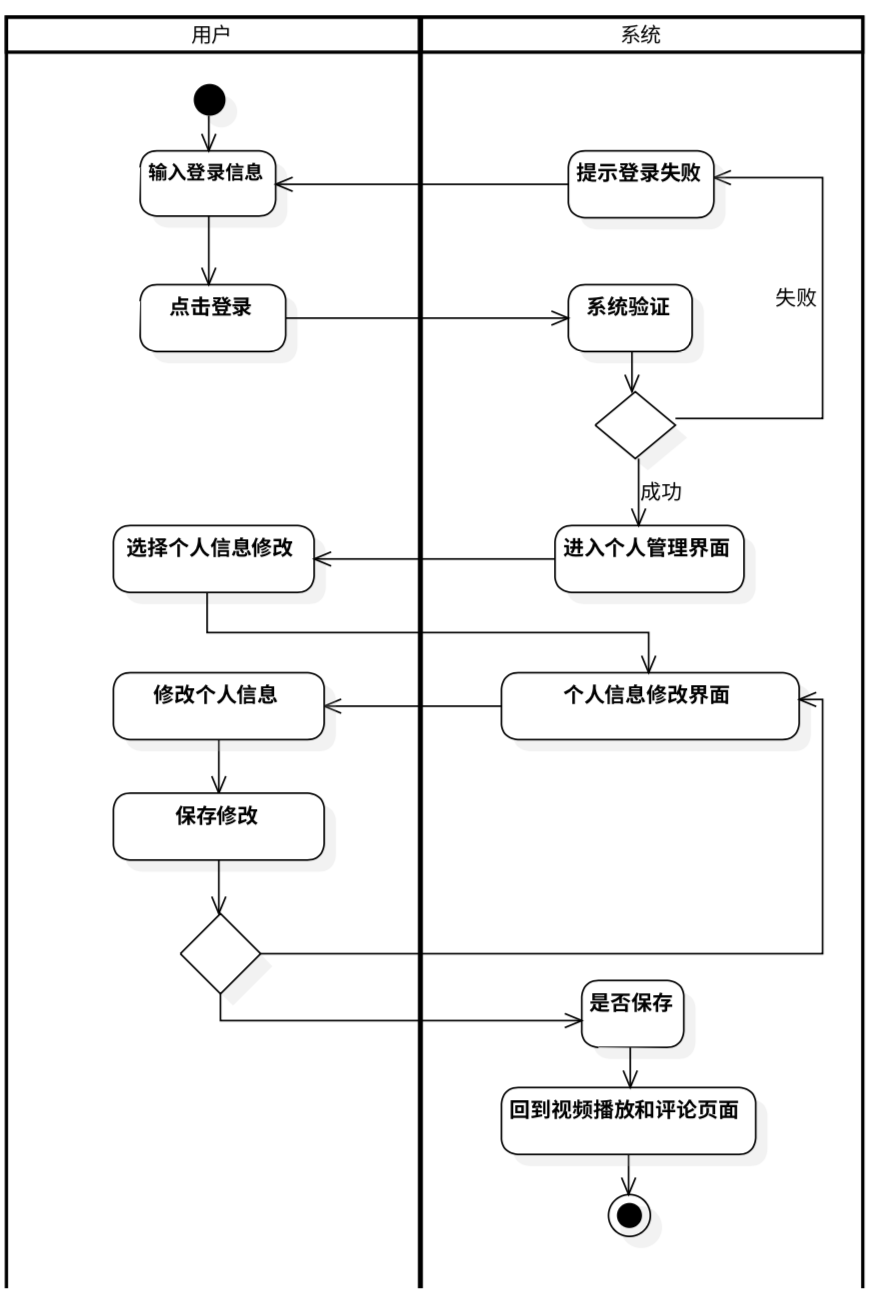 用户
系统
输入登录信息
提示登录失败
点击登录
系统验证
失败
成功
选择个人信息修改
进入个人管理界面
修改个人信息
个人信息修改界面
保存修改
是否保存
回到视频播放和评论页面